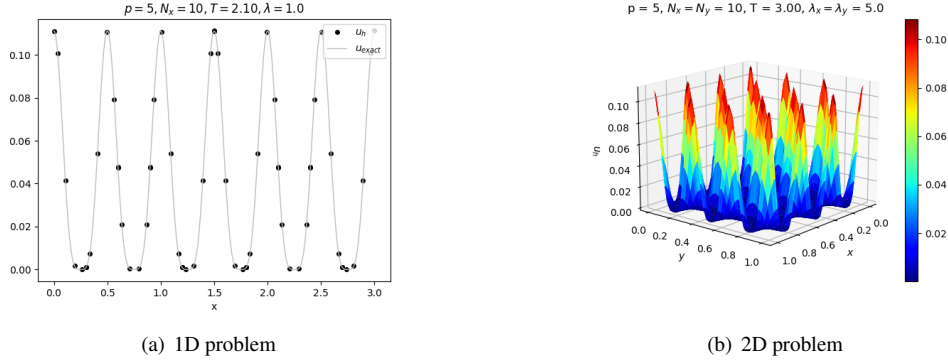 p = 5, N_x = 10, T = 2.10, λ = 1.0
u_h
u_exact
0.10
0.08
0.06
0.04
0.02
0.00
0.0 0.5 1.0 1.5 2.0 2.5 3.0
x
(a) 1D problem
p = 5, N_x = N_y = 10, T = 3.00, λ_x = λ_y = 5.0
0.10
0.08
0.06
0.04
0.02
0.00
u_h
0.0 0.2 0.4 0.6 0.8 1.0
y
1.0 0.8 0.6 0.4 0.2 0.0
x
0.10
0.08
0.06
0.04
0.02
(b) 2D problem